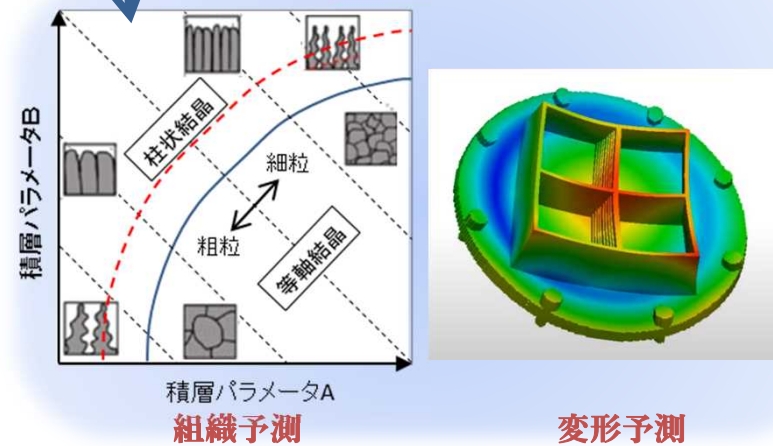 積層パラメータB
柱状結晶
細粒
粗粒
等軸結晶
積層パラメータA
組織予測
変形予測